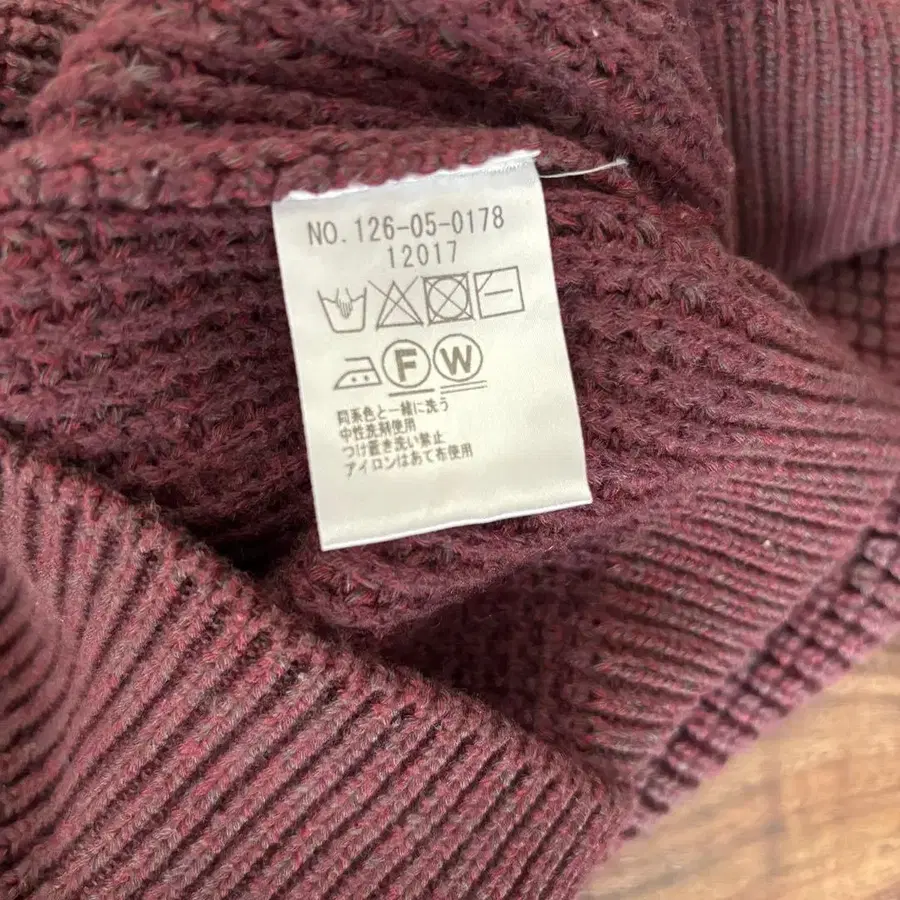 NO. 126-05-0178
12017
F W
同系色と一緒に洗う
中性洗剤使用
つけ置き洗い禁止
アイロンはあて布使用